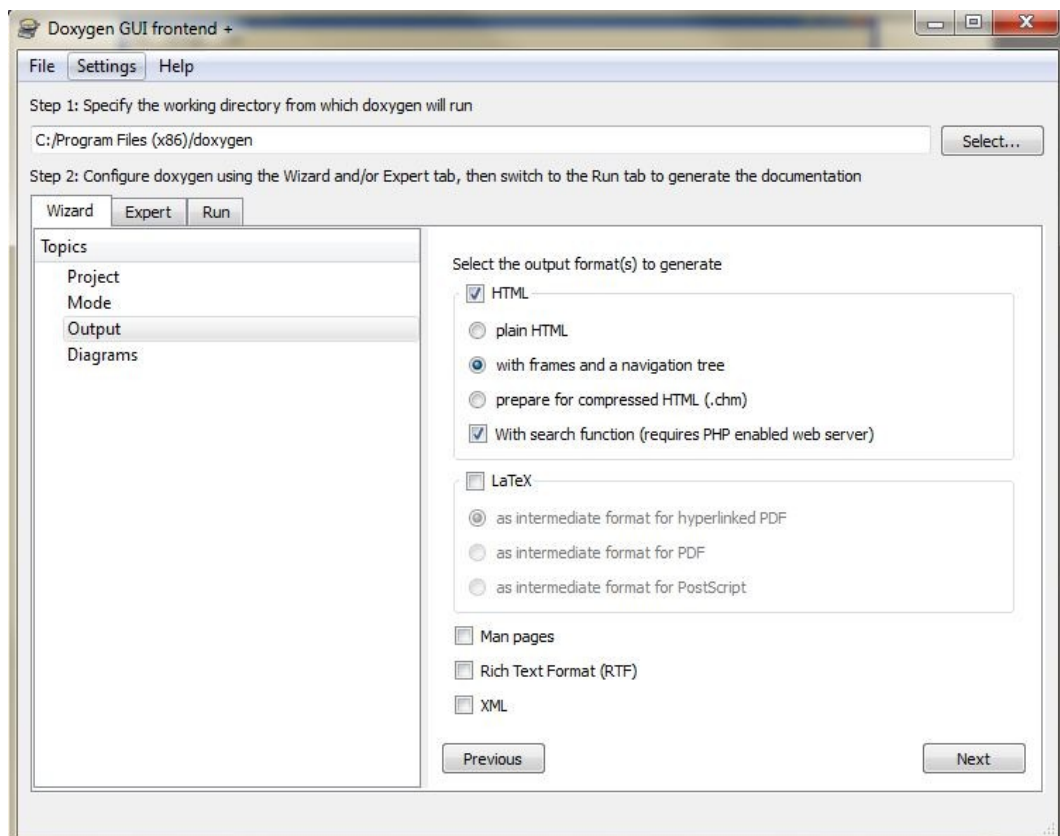 Doxygen GUI frontend +
File Settings Help
Step 1: Specify the working directory from which doxygen will run
C:/Program Files (x86)/doxygen
Select...
Step 2: Configure doxygen using the Wizard and/or Expert tab, then switch to the Run tab to generate the documentation
Wizard Expert Run
Topics
Project
Mode
Output
Diagrams
Select the output format(s) to generate
HTML
plain HTML
with frames and a navigation tree
prepare for compressed HTML (.chm)
With search function (requires PHP enabled web server)
LaTeX
as intermediate format for hyperlinked PDF
as intermediate format for PDF
as intermediate format for PostScript
Man pages
Rich Text Format (RTF)
XML
Previous Next